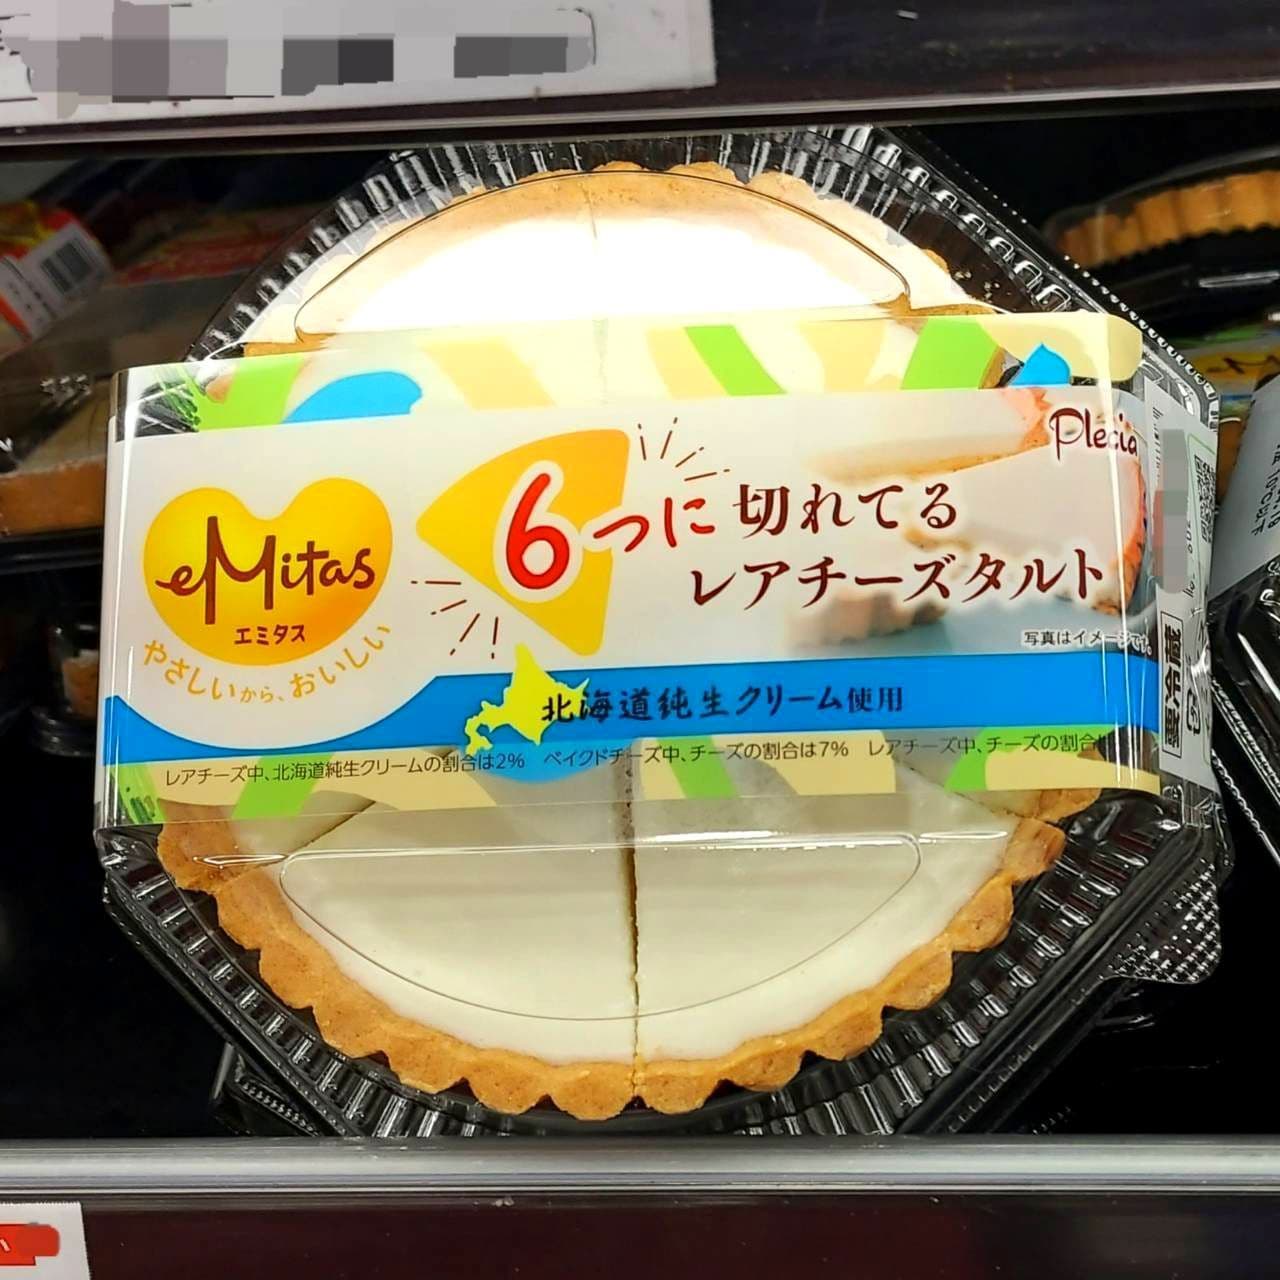 Plecia
eMitas
エミタス
やさしいから、おいしい
6つに切れてる
レアチーズタルト
写真はイメージです。
北海道純生クリーム使用
レアチーズ中、北海道純生クリームの割合は2% ベイクドチーズ中、チーズの割合は7% レアチーズ中、チーズの割合は
要冷蔵